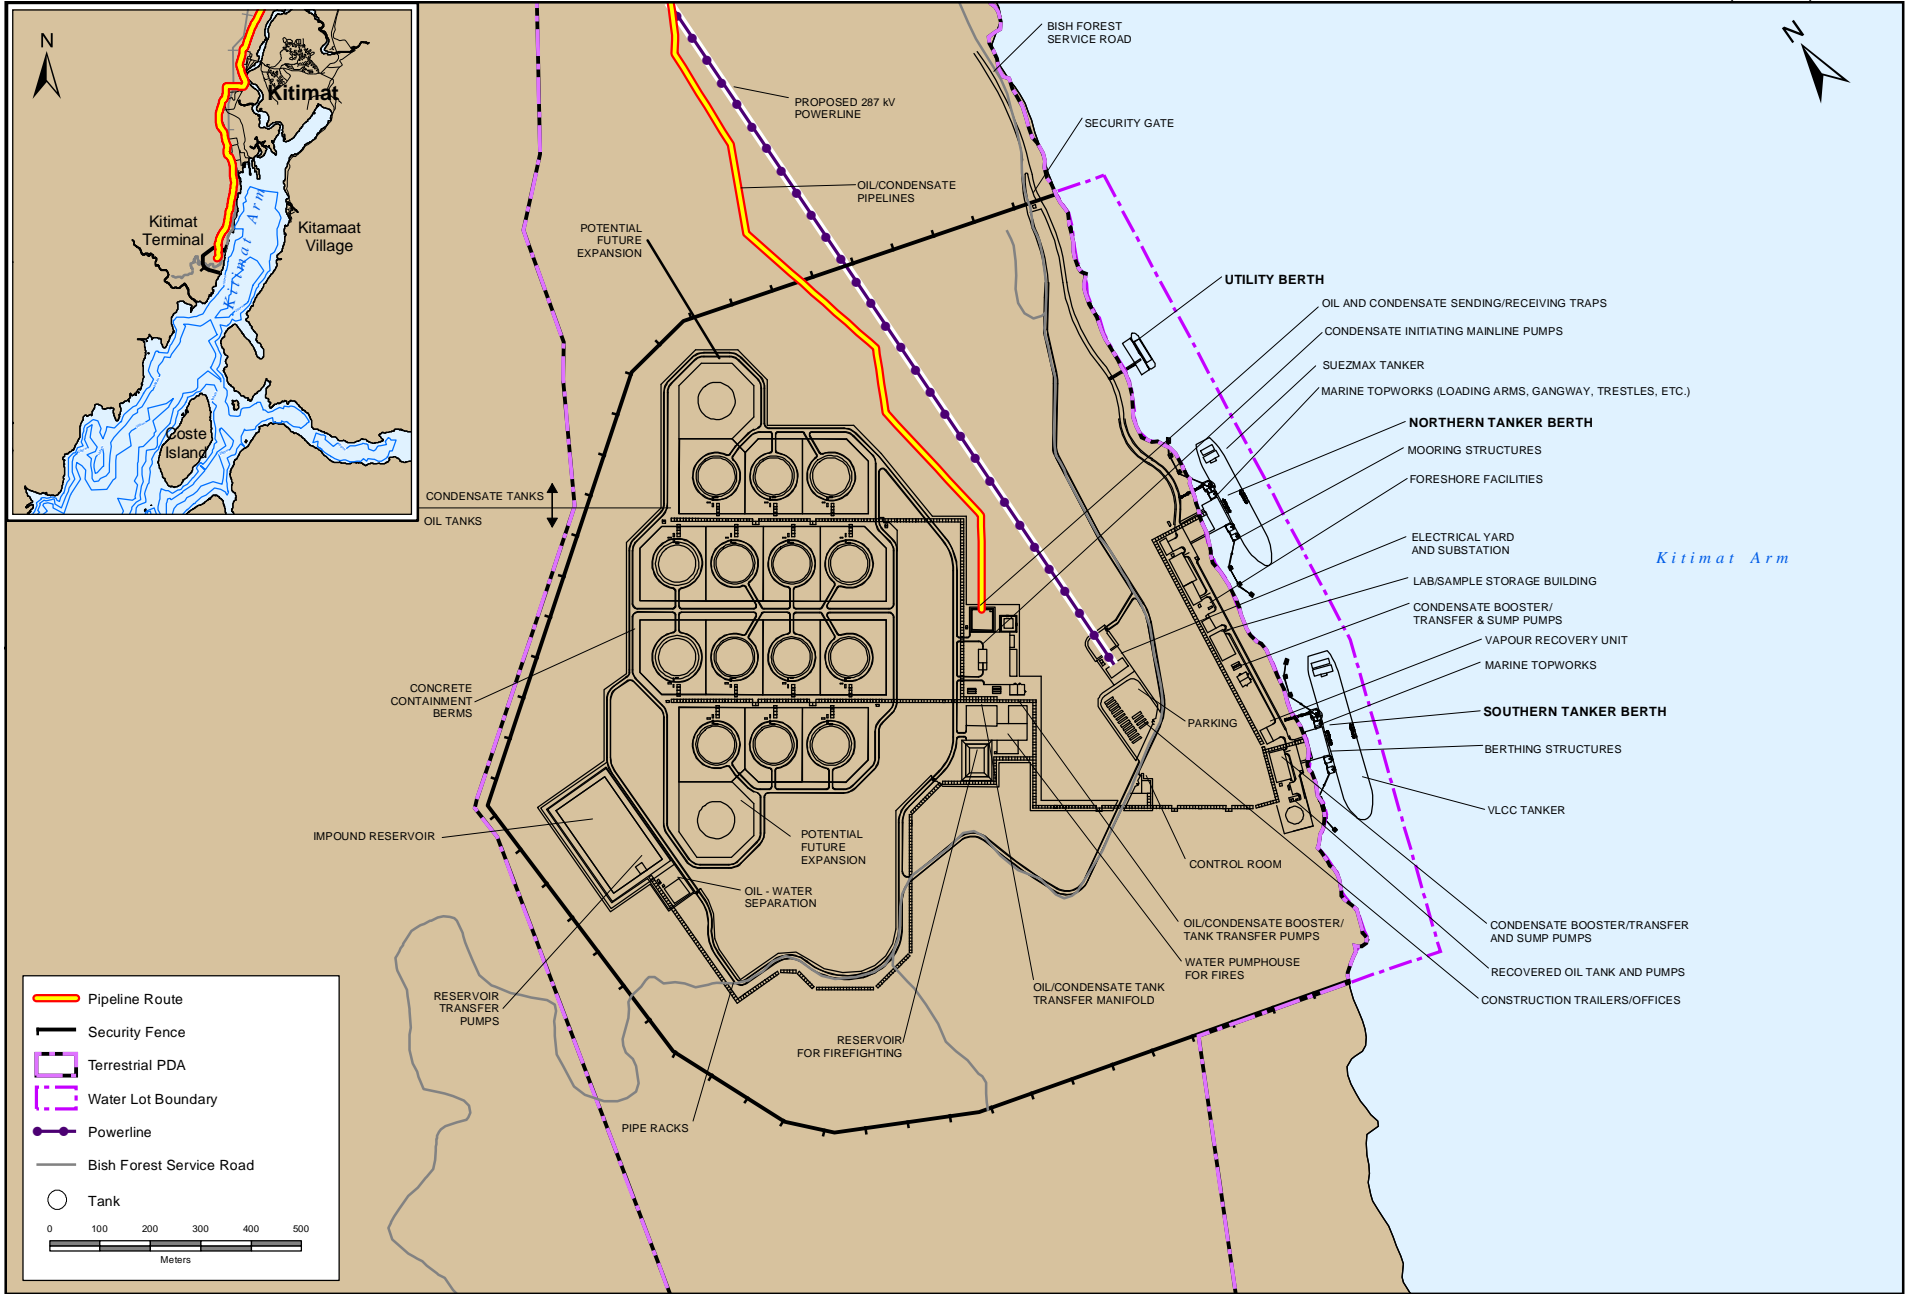 N
Kitimat
Kitimat
Terminal
Kitamaat
Village
Kitimat Arm
Coste
Island
N
BISH FOREST
SERVICE ROAD
PROPOSED 287 kV
POWERLINE
SECURITY GATE
OIL/CONDENSATE
PIPELINES
POTENTIAL
FUTURE
EXPANSION
UTILITY BERTH
OIL AND CONDENSATE SENDING/RECEIVING TRAPS
CONDENSATE INITIATING MAINLINE PUMPS
SUEZMAX TANKER
MARINE TOPWORKS (LOADING ARMS, GANGWAY, TRESTLES, ETC.)
NORTHERN TANKER BERTH
MOORING STRUCTURES
FORESHORE FACILITIES
CONDENSATE TANKS
OIL TANKS
ELECTRICAL YARD
AND SUBSTATION
Kitimat Arm
LAB/SAMPLE STORAGE BUILDING
CONDENSATE BOOSTER/
TRANSFER & SUMP PUMPS
VAPOUR RECOVERY UNIT
MARINE TOPWORKS
CONCRETE
CONTAINMENT
BERMS
SOUTHERN TANKER BERTH
PARKING
BERTHING STRUCTURES
VLCC TANKER
IMPOUND RESERVOIR
POTENTIAL
FUTURE
EXPANSION
CONTROL ROOM
OIL - WATER
SEPARATION
OIL/CONDENSATE BOOSTER/
TANK TRANSFER PUMPS
CONDENSATE BOOSTER/TRANSFER
AND SUMP PUMPS
WATER PUMPHOUSE
FOR FIRES
RECOVERED OIL TANK AND PUMPS
OIL/CONDENSATE TANK
TRANSFER MANIFOLD
CONSTRUCTION TRAILERS/OFFICES
RESERVOIR
TRANSFER
PUMPS
RESERVOIR
FOR FIREFIGHTING
PIPE RACKS
Pipeline Route
Security Fence
Terrestrial PDA
Water Lot Boundary
Powerline
Bish Forest Service Road
Tank
0 100 200 300 400 500
Meters